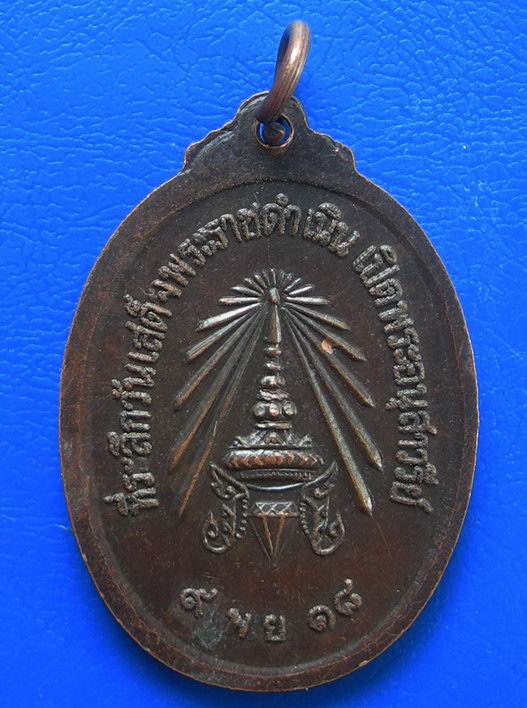 ที่ระลึกวันเสด็จพระราชดำเนิน เปิดพระอนุสาวรีย์
๙ พ ย ๑๘